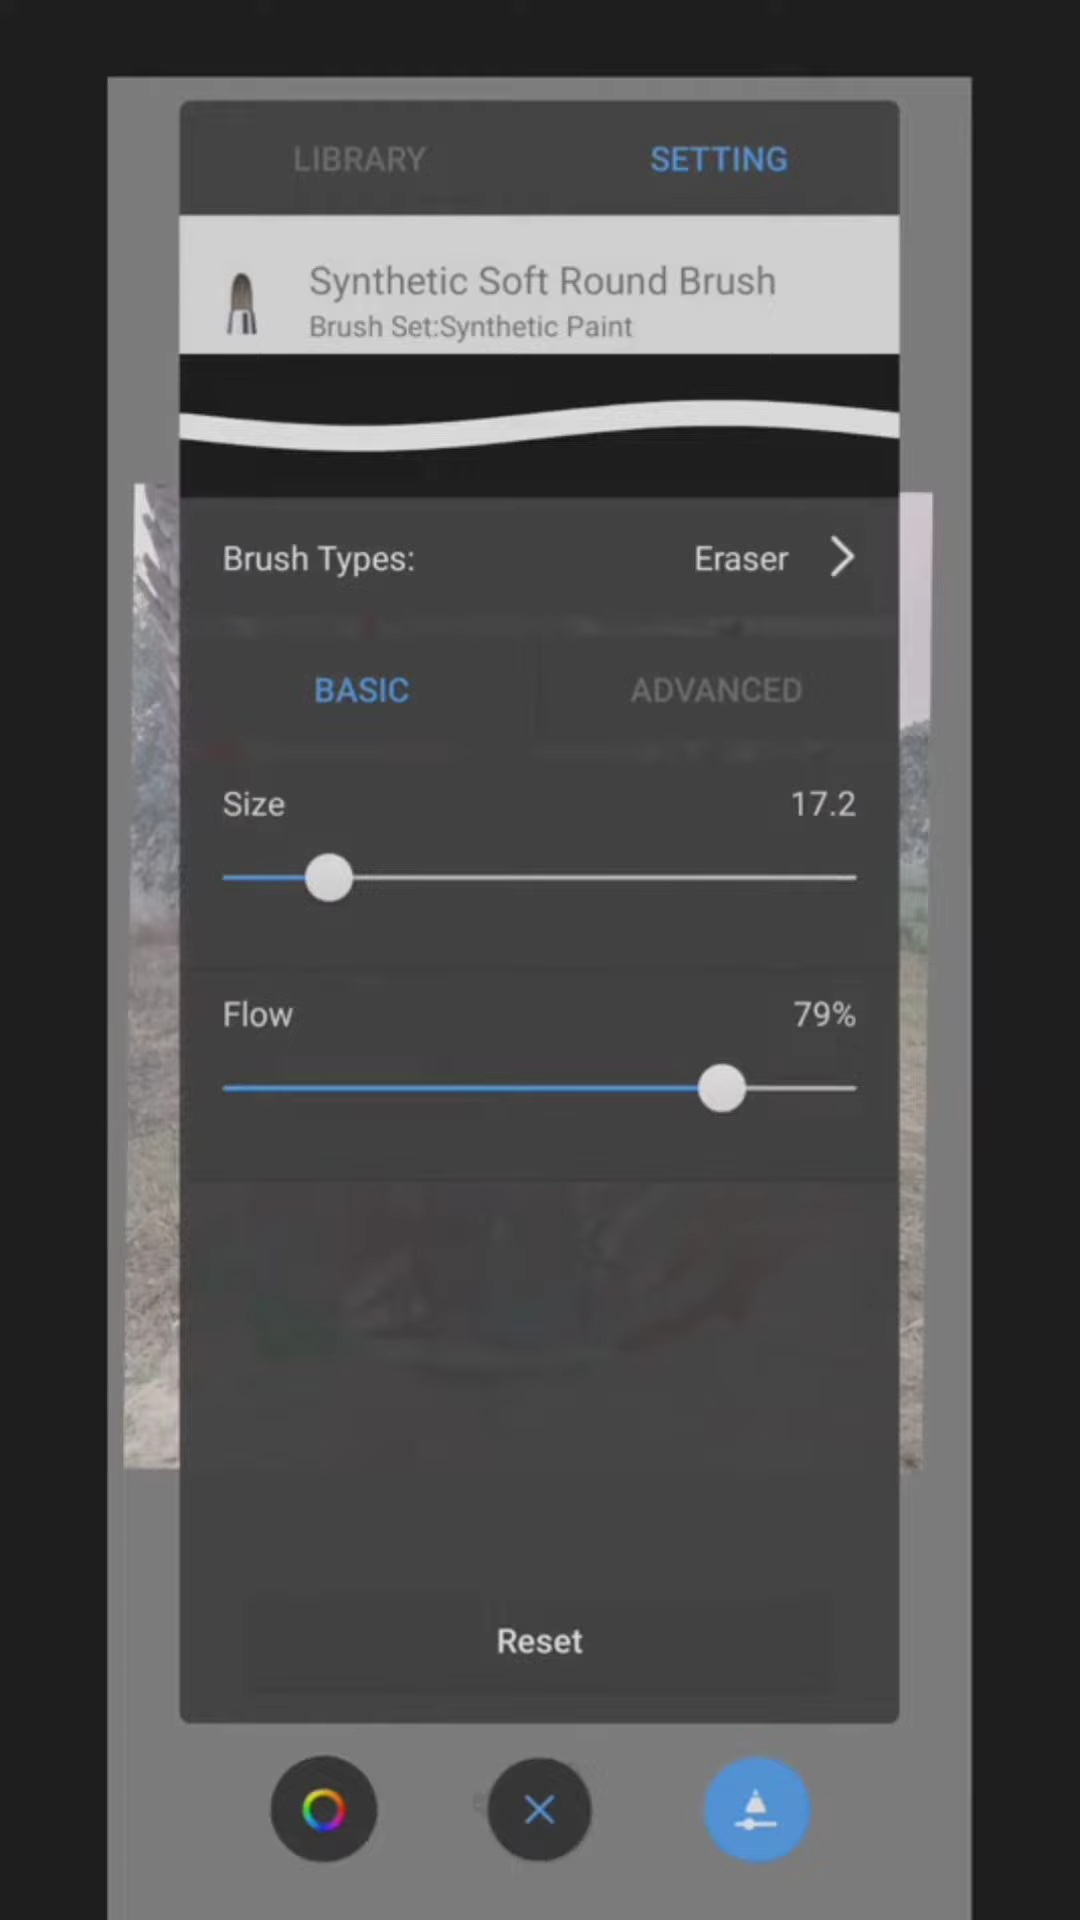 LIBRARY SETTING
Synthetic Soft Round Brush
Brush Set:Synthetic Paint
Brush Types: Eraser
BASIC ADVANCED
Size 17.2
Flow 79%
Reset